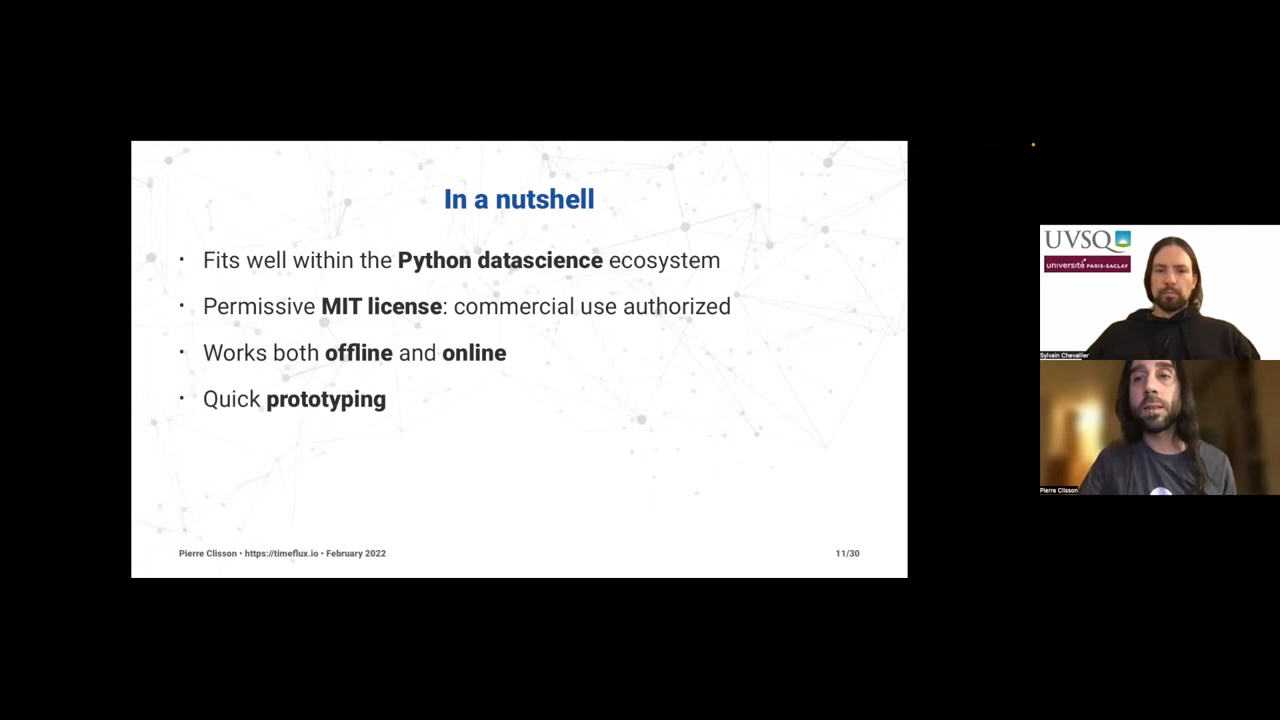 In a nutshell
• Fits well within the Python datascience ecosystem
• Permissive MIT license: commercial use authorized
• Works both offline and online
• Quick prototyping
Pierre Clisson • https://timeflux.io • February 2022
11/30
UVSQ
université PARIS-SACLAY
Sylvain Chevallier
Pierre Clisson